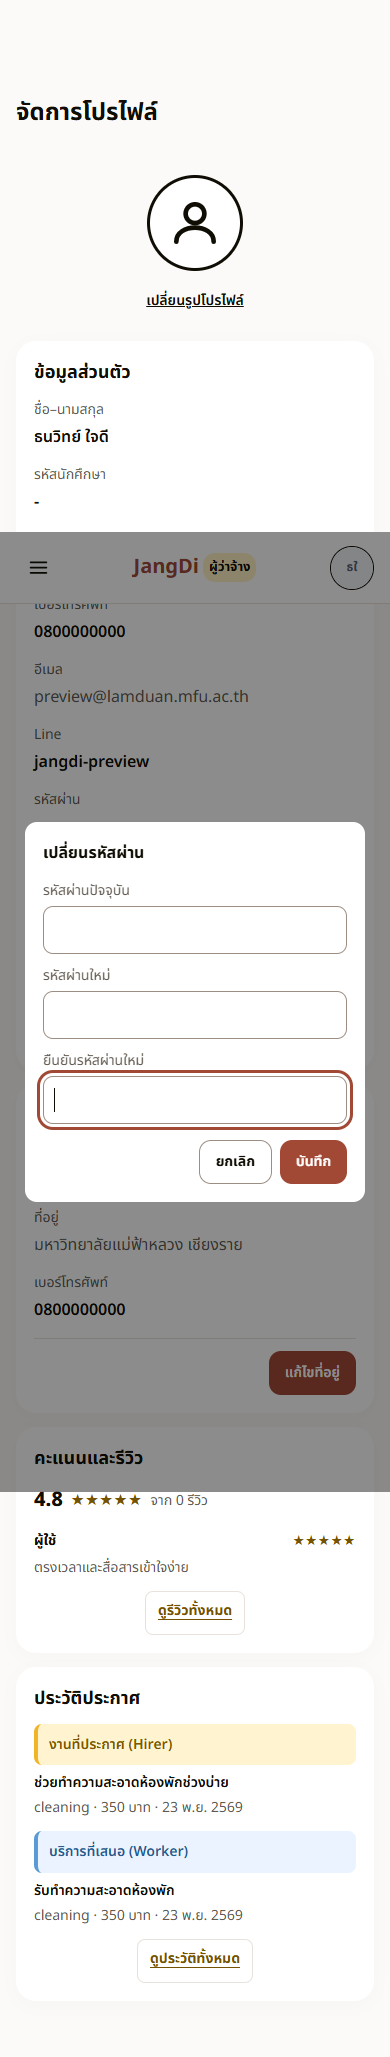 จัดการโปรไฟล์
เปลี่ยนรูปโปรไฟล์
ข้อมูลส่วนตัว
ชื่อ–นามสกุล
ธนวิทย์ ใจดี
รหัสนักศึกษา
-
JangDi ผู้ว่าจ้าง
ธใ
เบอร์โทรศัพท์
0800000000
อีเมล
preview@lamduan.mfu.ac.th
Line
jangdi-preview
รหัสผ่าน
เปลี่ยนรหัสผ่าน
รหัสผ่านปัจจุบัน
รหัสผ่านใหม่
ยืนยันรหัสผ่านใหม่
ยกเลิก
บันทึก
ที่อยู่
มหาวิทยาลัยแม่ฟ้าหลวง เชียงราย
เบอร์โทรศัพท์
0800000000
แก้ไขที่อยู่
คะแนนและรีวิว
4.8 ★★★★★ จาก 0 รีวิว
ผู้ใช้ ★★★★★
ตรงเวลาและสื่อสารเข้าใจง่าย
ดูรีวิวทั้งหมด
ประวัติประกาศ
งานที่ประกาศ (Hirer)
ช่วยทำความสะอาดห้องพักช่วงบ่าย
cleaning · 350 บาท · 23 พ.ย. 2569
บริการที่เสนอ (Worker)
รับทำความสะอาดห้องพัก
cleaning · 350 บาท · 23 พ.ย. 2569
ดูประวัติทั้งหมด